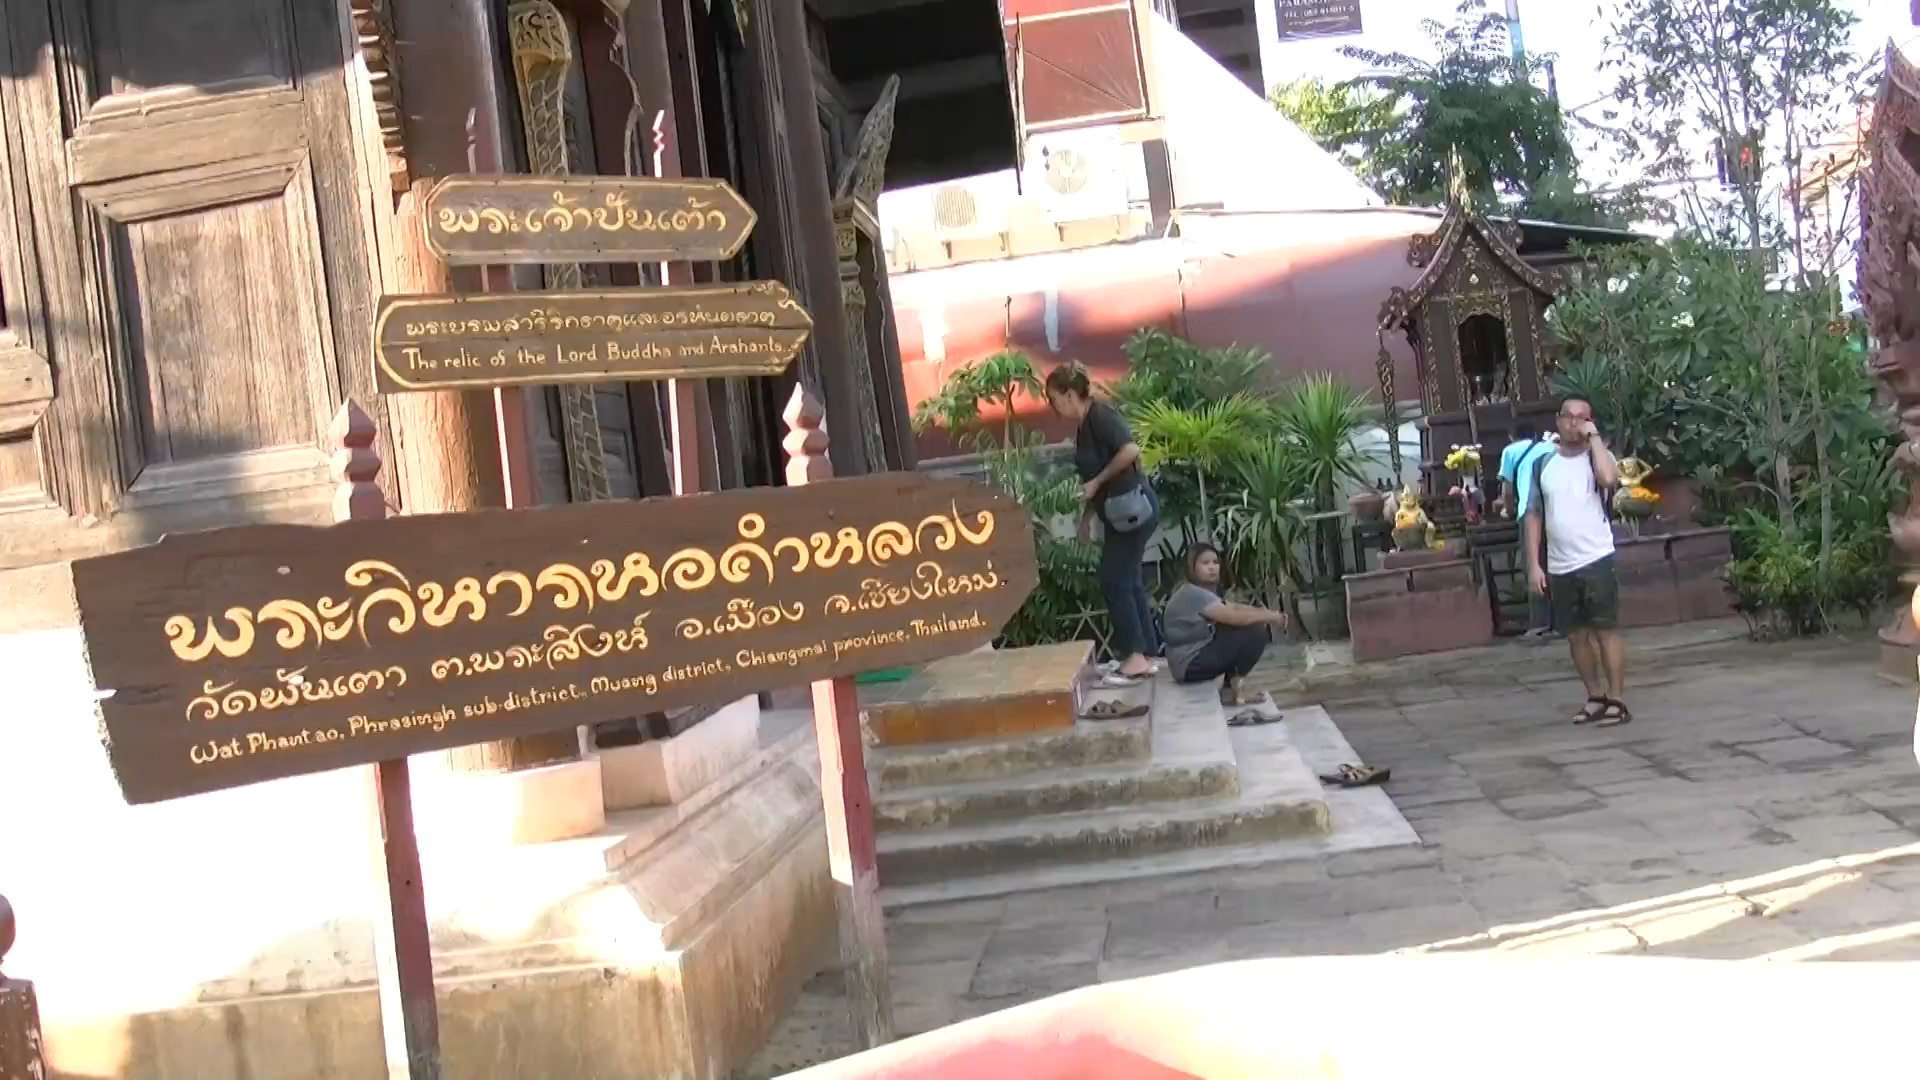 พระเจ้าปันเต้า
พระบรมสารีริกธาตุและอรหันตธาตุ
The relic of the Lord Buddha and Arahants.
พระวิหารหอคำหลวง
วัดพันเตา ต.พระสิงห์ อ.เมือง จ.เชียงใหม่.
Wat Phantao, Phrasingh sub-district, Muang district, Chiangmai province, Thailand.